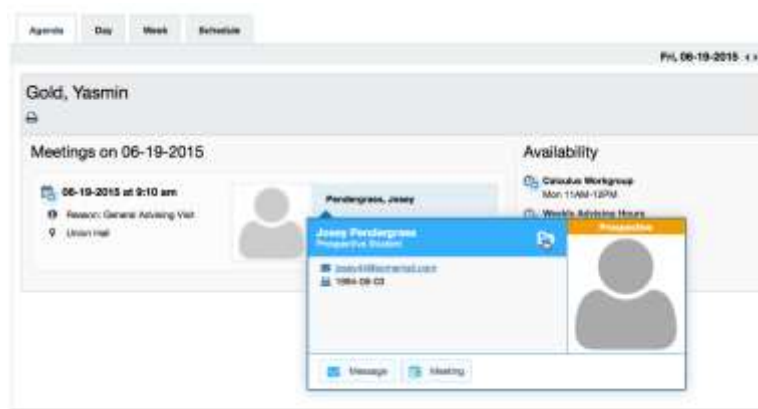 Agenda Day Week Schedule
Fri, 06-19-2015
Gold, Yasmin
Meetings on 06-19-2015
Availability
06-19-2015 at 9:10 am
Reason: General Advising Visit
Union Hall
Pendergrass, Josey
Calculus Workgroup
Mon 11AM-12PM
Weekly Advising Hours
Josey Pendergrass
Prospective Student
Prospective
1994-08-03
Message Meeting